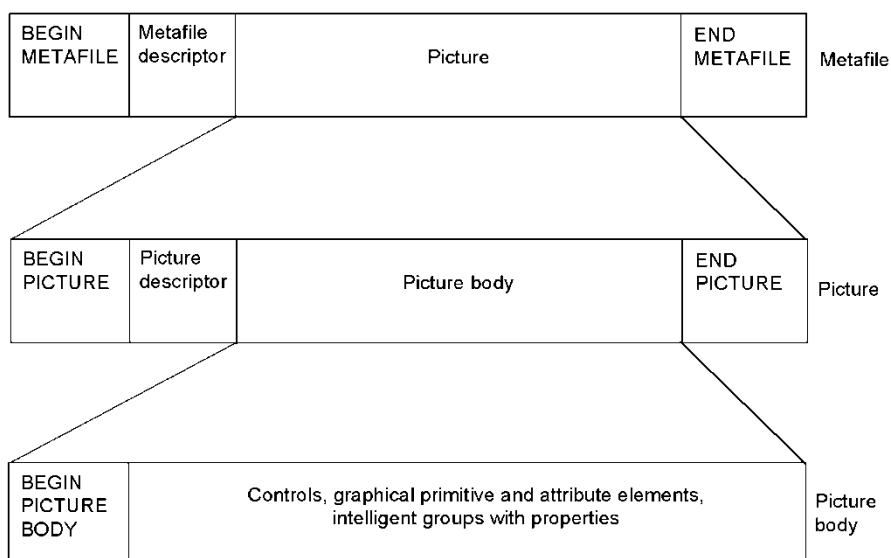 BEGIN
METAFILE
Metafile
descriptor
Picture
END
METAFILE
Metafile
BEGIN
PICTURE
Picture
descriptor
Picture body
END
PICTURE
Picture
BEGIN
PICTURE
BODY
Controls, graphical primitive and attribute elements,
intelligent groups with properties
Picture
body